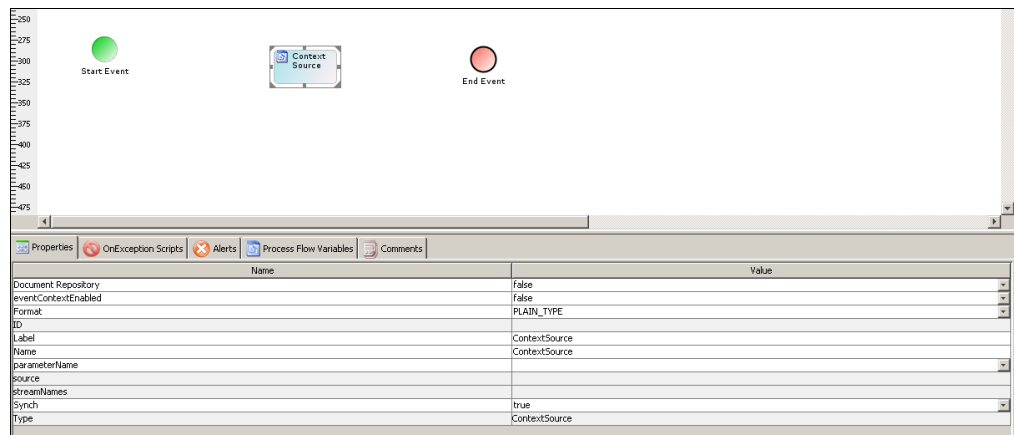 250
275
Context
300
Source
Start Event
325
End Event
350
375
400
425
450
475
Properties OnException Scripts Alerts Process Flow Variables Comments
Name Value
Document Repository false
eventContextEnabled false
Format PLAIN_TYPE
ID
Label ContextSource
Name ContextSource
parameterName
source
streamNames
Synch true
Type ContextSource